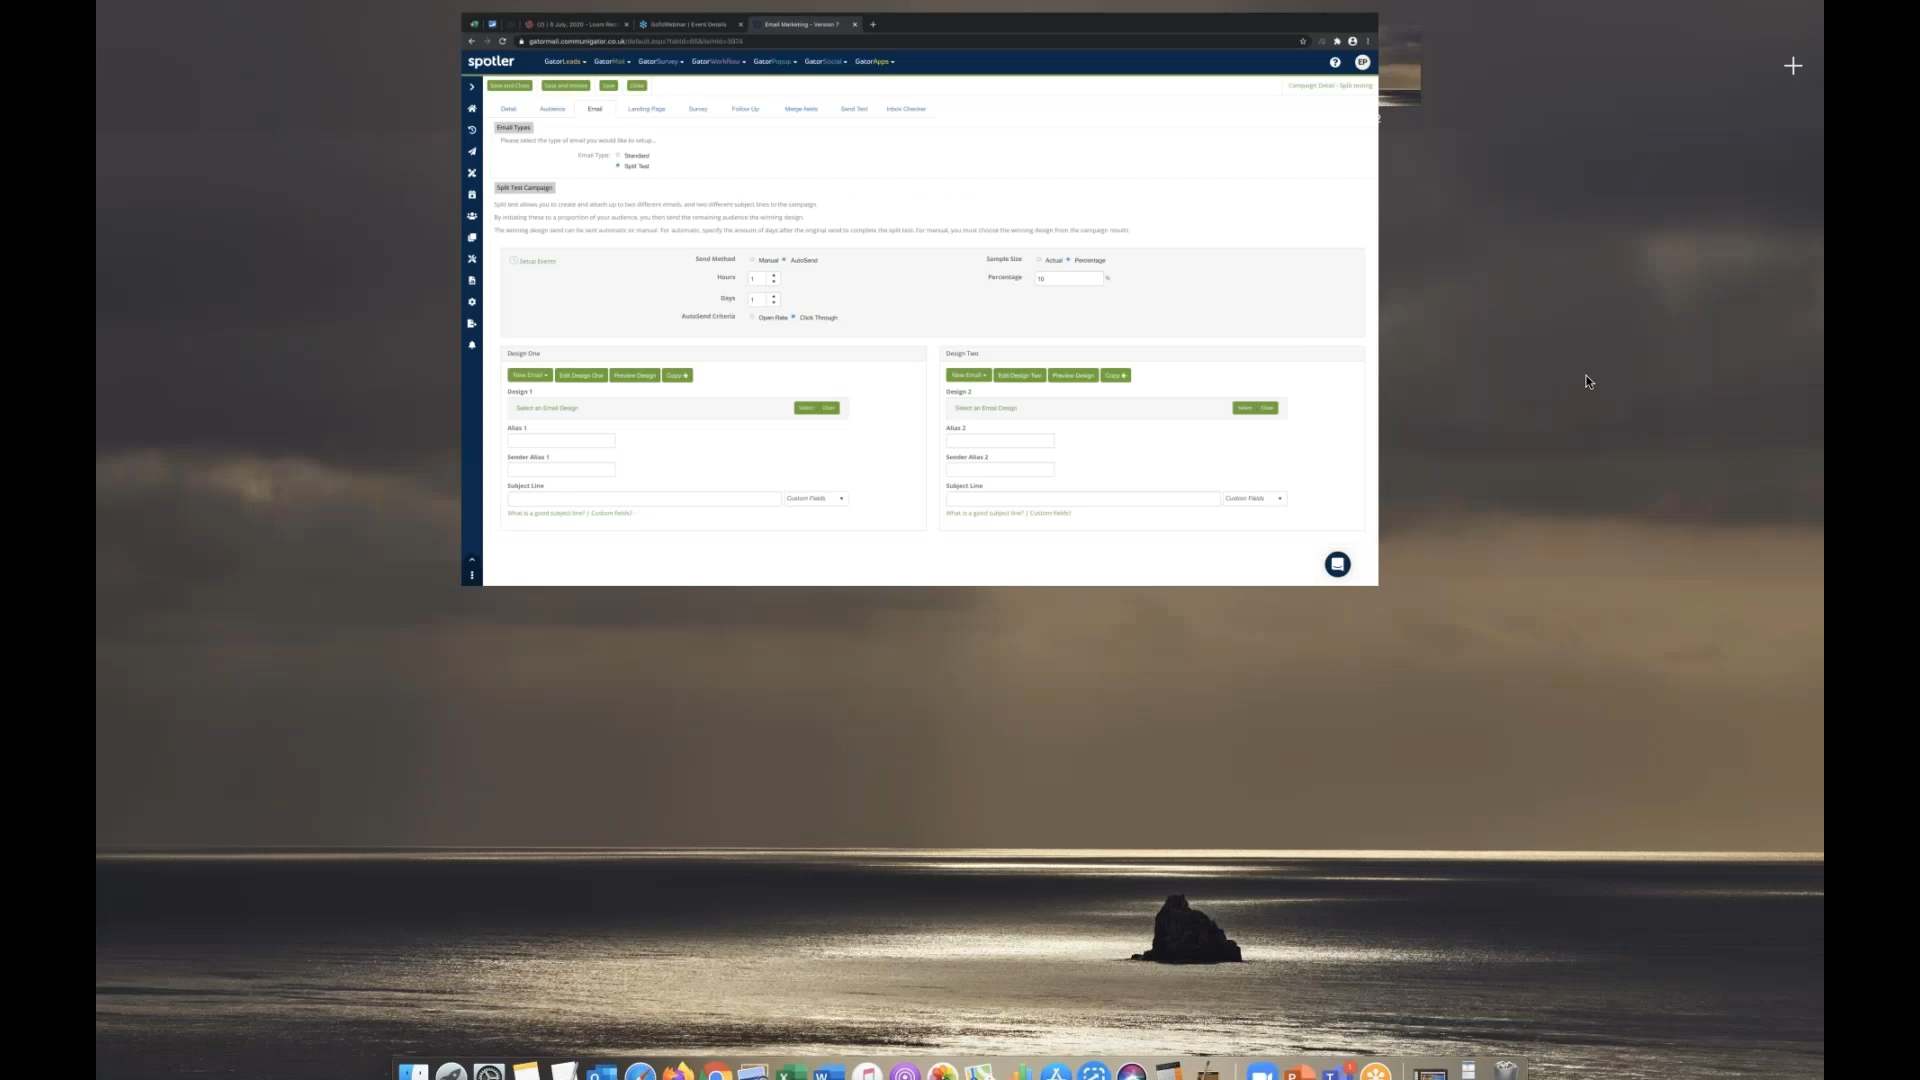 (2) | 8 July, 2020 - Loom Rec
GoToWebinar | Event Details
Email Marketing - Version 7
gatormail.communigator.co.uk/default.aspx?
spotler
GatorLeads
GatorMail
GatorSurvey
GatorWorkflow
GatorPopup
GatorSocial
GatorApps
EP
Save and Close
Save and Initiate
Save
Close
Campaign Detail - Split testing
Detail
Audience
Email
Landing Page
Survey
Follow Up
Merge fields
Send Test
Inbox Checker
Email Types
Please select the type of email you would like to setup...
Email Type:
Standard
Split Test
Split Test Campaign
Split test allows you to create and attach up to two different emails, and two different subject lines to the campaign.
By initiating these to a proportion of your audience, you then send the remaining audience the winning design.
The winning design send can be sent automatic or manual. For automatic, specify the amount of days after the original send to complete the split test. For manual, you must choose the winning design from the campaign results.
Setup Events
Send Method
Manual
AutoSend
Sample Size
Actual
Percentage
Hours
1
Percentage
10
%
Days
1
AutoSend Criteria
Open Rate
Click Through
Design One
Design Two
New Email
Edit Design One
Preview Design
Copy
New Email
Edit Design Two
Preview Design
Copy
Design 1
Design 2
Select an Email Design
Select
Clear
Select an Email Design
Select
Clear
Alias 1
Alias 2
Sender Alias 1
Sender Alias 2
Subject Line
Subject Line
Custom Fields
Custom Fields
What is a good subject line? | Custom fields?
What is a good subject line? | Custom fields?